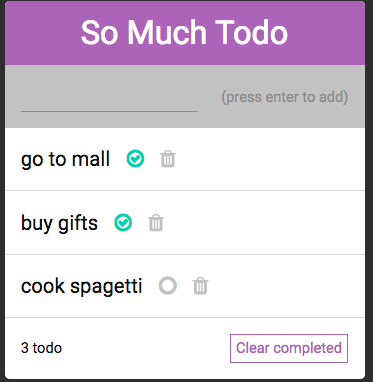 So Much Todo
(press enter to add)
go to mall
buy gifts
cook spagetti
3 todo
Clear completed